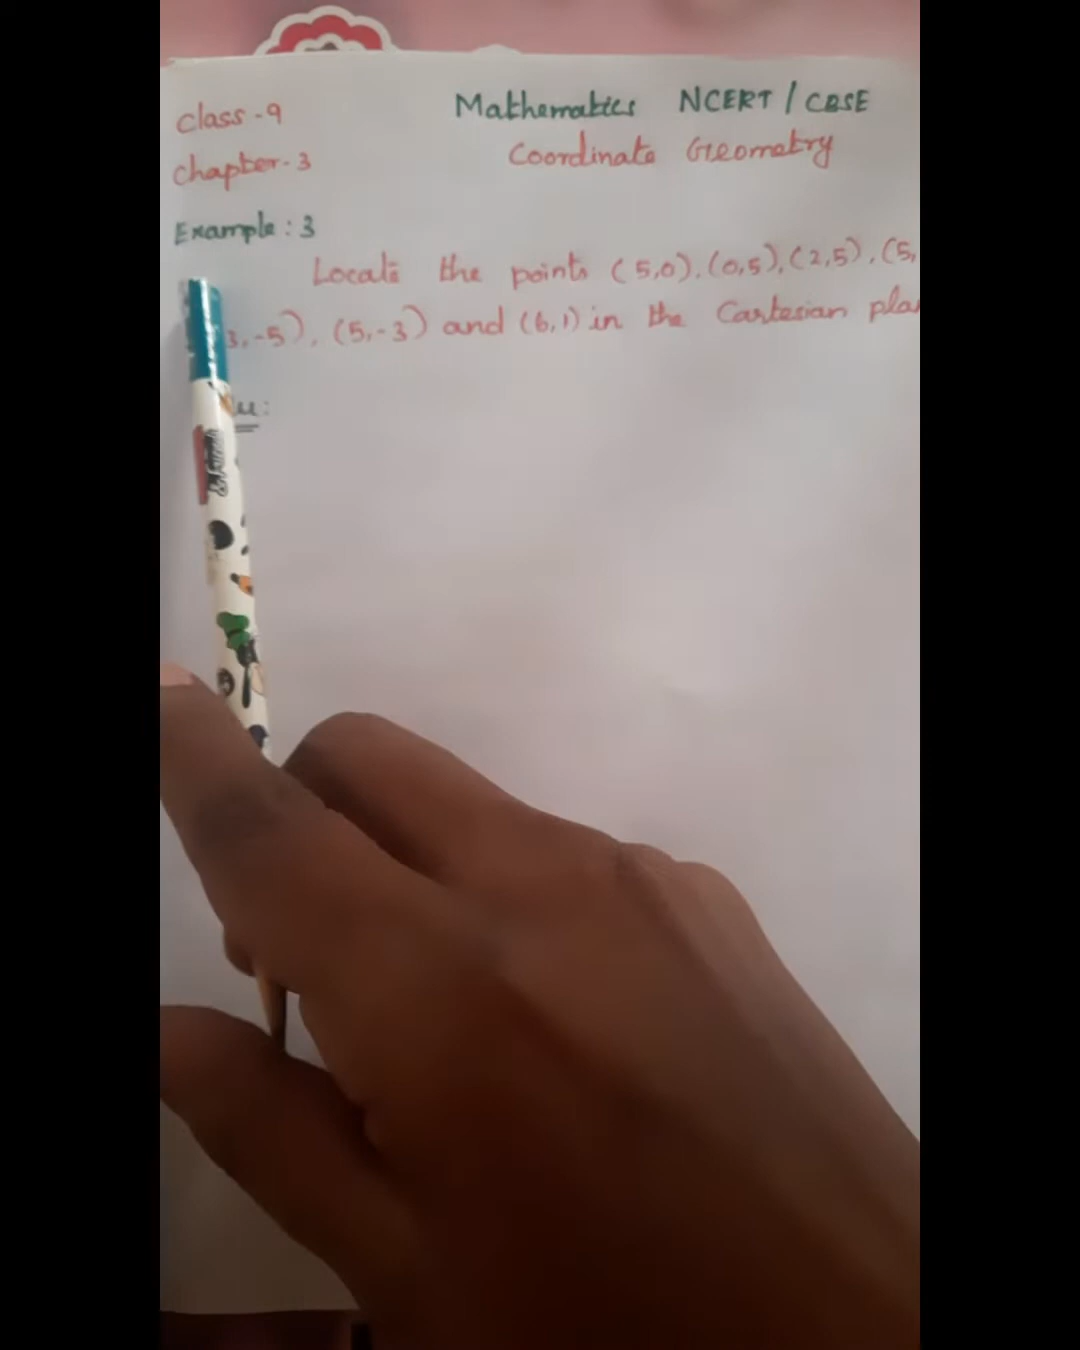 class-9
Mathematics NCERT / CBSE
chapter-3
Coordinate Geometry
Example : 3
Locate the points (5,0), (0,5), (2,5), (5,
3,-5), (5,-3) and (6,1) in the Cartesian